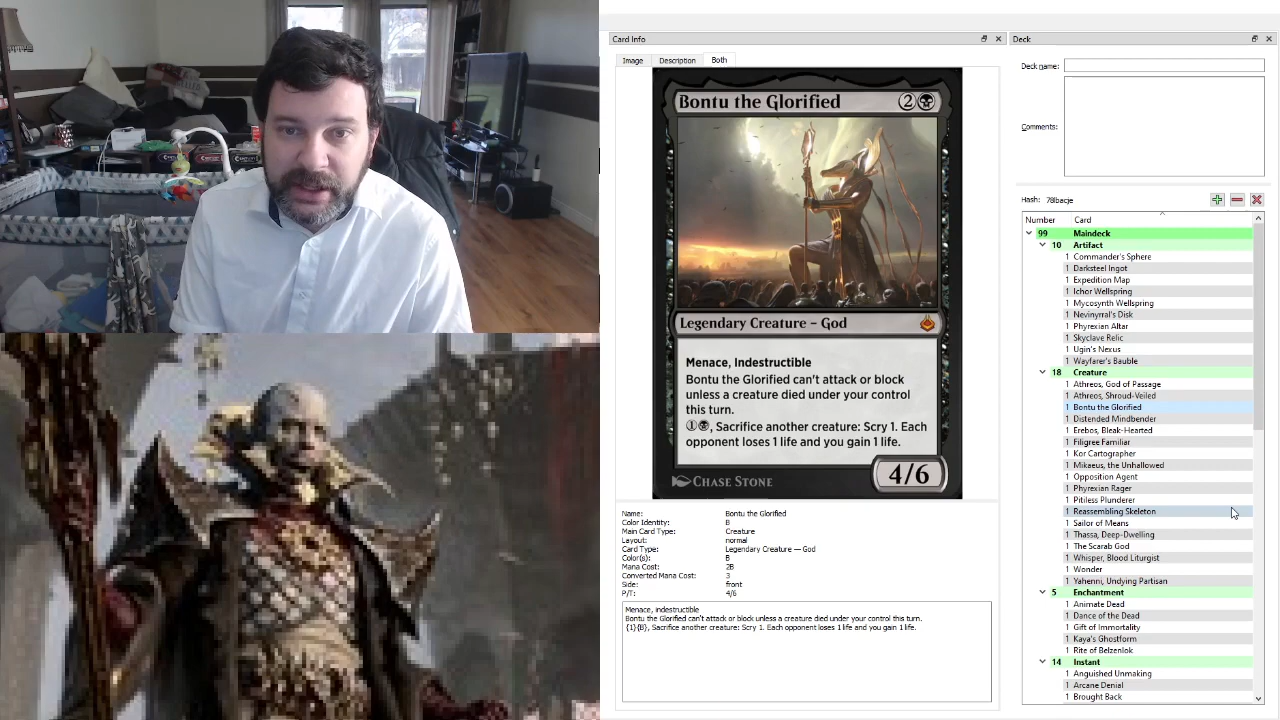 Card Info
Image Description Both
Bontu the Glorified 2
Legendary Creature – God
Menace, Indestructible
Bontu the Glorified can't attack or block
unless a creature died under your control
this turn.
1, Sacrifice another creature: Scry 1. Each
opponent loses 1 life and you gain 1 life.
CHASE STONE
4/6
Name: Bontu the Glorified
Color Identity: B
Main Card Type: Creature
Layout: normal
Card Type: Legendary Creature — God
Color(s): B
Mana Cost: 2B
Converted Mana Cost: 3
Side: front
P/T: 4/6
Menace, indestructible
Bontu the Glorified can't attack or block unless a creature died under your control this turn.
{1}{B}, Sacrifice another creature: Scry 1. Each opponent loses 1 life and you gain 1 life.
Deck
Deck name:
Comments:
Hash: 78lbacje
Number Card
99 Maindeck
10 Artifact
1 Commander's Sphere
1 Darksteel Ingot
1 Expedition Map
1 Ichor Wellspring
1 Mycosynth Wellspring
1 Nevinyrral's Disk
1 Phyrexian Altar
1 Skyclave Relic
1 Ugin's Nexus
1 Wayfarer's Bauble
18 Creature
1 Athreos, God of Passage
1 Athreos, Shroud-Veiled
1 Bontu the Glorified
1 Distended Mindbender
1 Erebos, Bleak-Hearted
1 Filigree Familiar
1 Kor Cartographer
1 Mikaeus, the Unhallowed
1 Opposition Agent
1 Phyrexian Rager
1 Pitiless Plunderer
1 Reassembling Skeleton
1 Sailor of Means
1 Thassa, Deep-Dwelling
1 The Scarab God
1 Whisper, Blood Liturgist
1 Wonder
1 Yahenni, Undying Partisan
5 Enchantment
1 Animate Dead
1 Dance of the Dead
1 Gift of Immortality
1 Kaya's Ghostform
1 Rite of Belzenlok
14 Instant
1 Anguished Unmaking
1 Arcane Denial
1 Brought Back